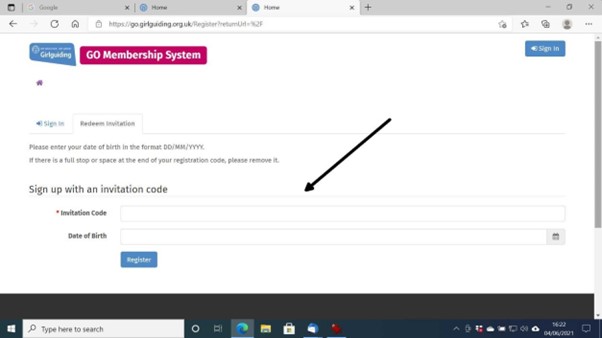 Google
Home
Home
https://go.girlguiding.org.uk/Register?returnUrl=%2F
Girlguiding
GO Membership System
Sign In
Sign In
Redeem Invitation
Please enter your date of birth in the format DD/MM/YYYY.
If there is a full stop or space at the end of your registration code, please remove it.
Sign up with an invitation code
* Invitation Code
Date of Birth
Register
Type here to search
16:22
04/06/2021